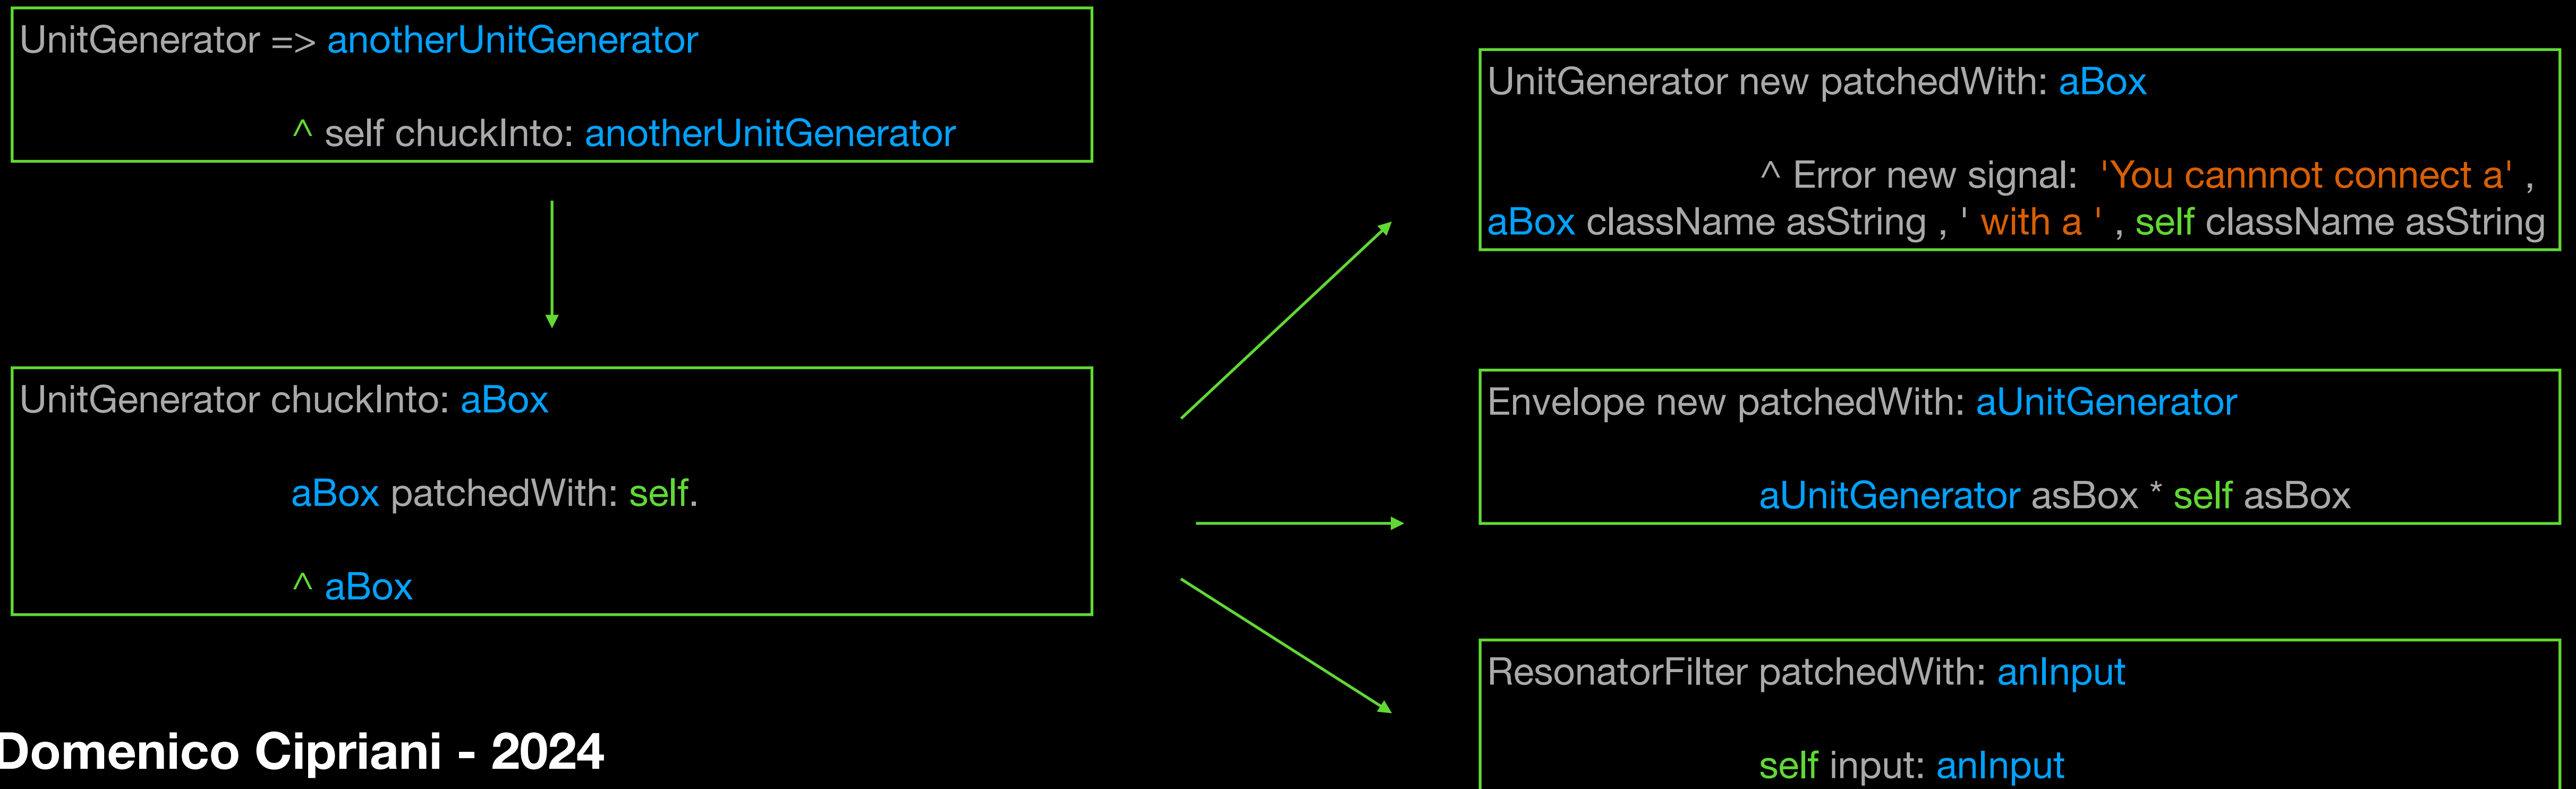 UnitGenerator => anotherUnitGenerator
^ self chuckInto: anotherUnitGenerator
UnitGenerator chuckInto: aBox
aBox patchedWith: self.
^ aBox
UnitGenerator new patchedWith: aBox
^ Error new signal: 'You cannnot connect a' ,
aBox className asString , ' with a ' , self className asString
Envelope new patchedWith: aUnitGenerator
aUnitGenerator asBox * self asBox
ResonatorFilter patchedWith: anInput
self input: anInput
Domenico Cipriani - 2024